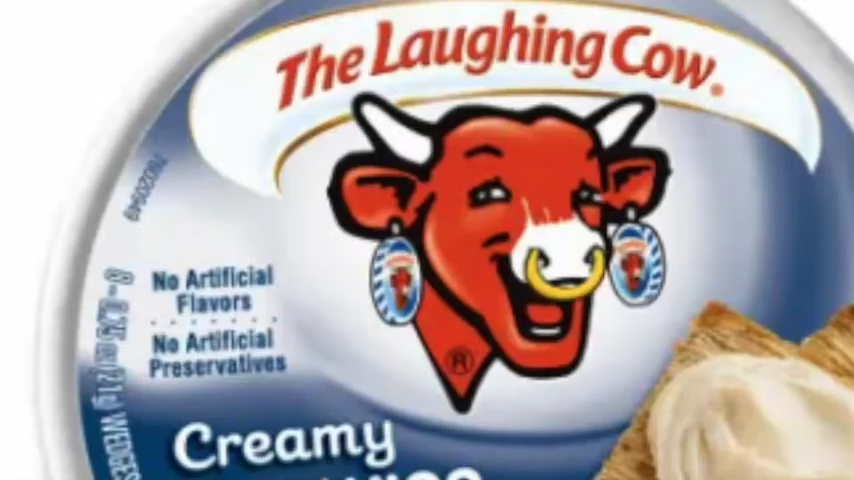 The Laughing Cow®
No Artificial
Flavors
No Artificial
Preservatives
®
Creamy